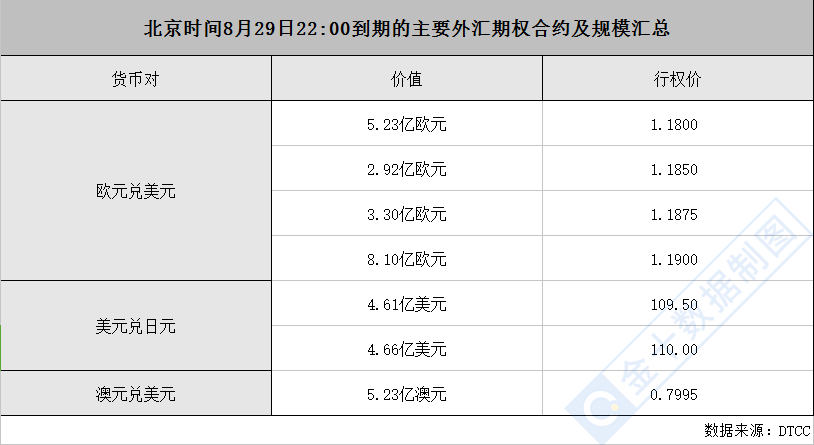 北京时间8月29日22:00到期的主要外汇期权合约及规模汇总
货币对 价值 行权价
欧元兑美元
5.23亿欧元 1.1800
2.92亿欧元 1.1850
3.30亿欧元 1.1875
8.10亿欧元 1.1900
美元兑日元
4.61亿美元 109.50
4.66亿美元 110.00
澳元兑美元 5.23亿澳元 0.7995
数据来源：DTCC
金十数据制图